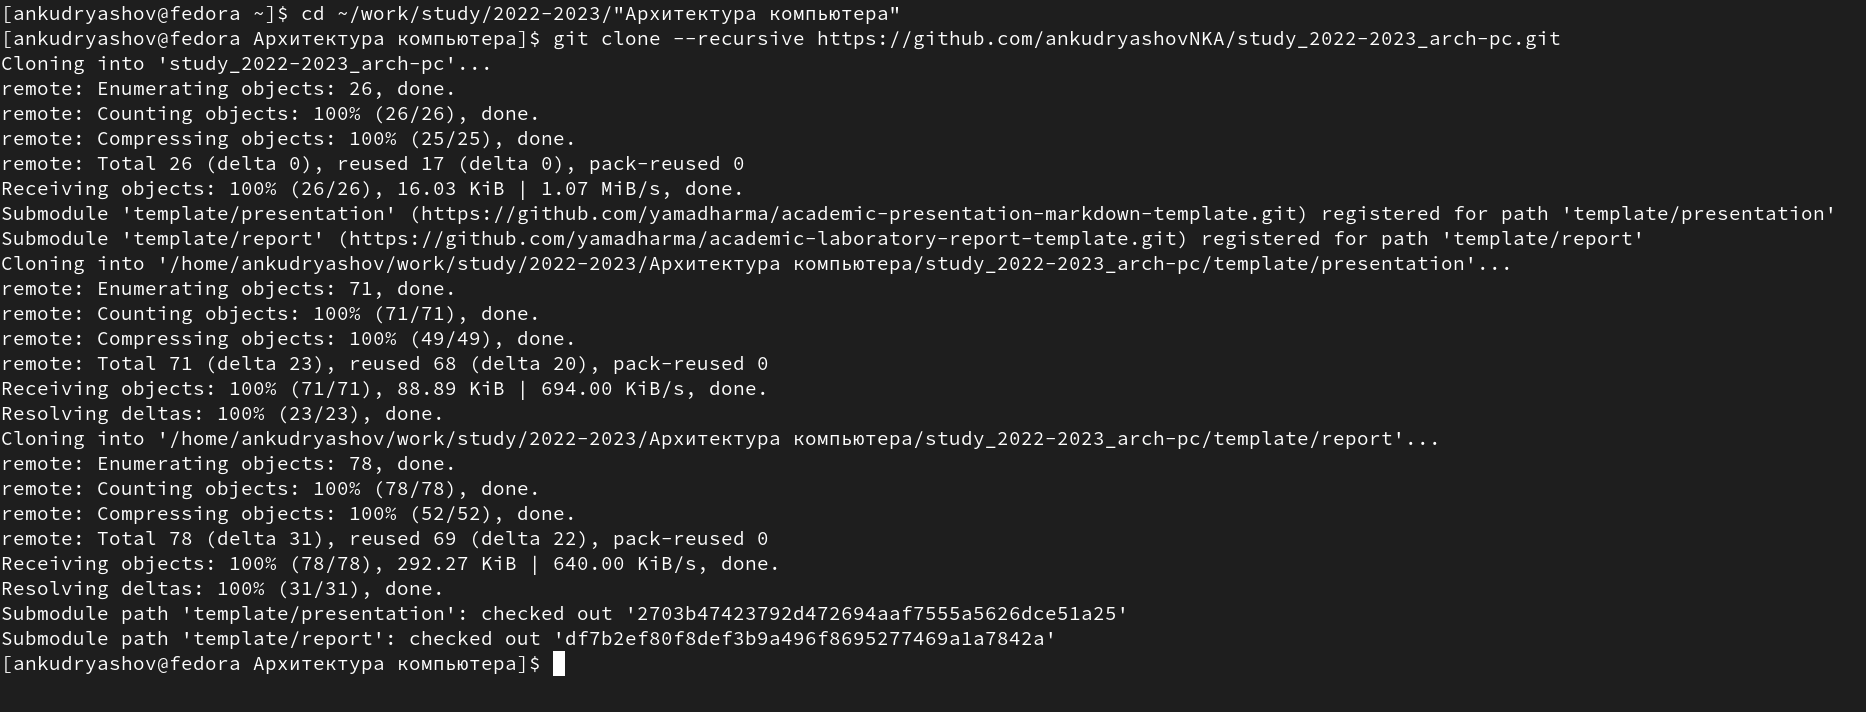 [ankudryashov@fedora ~]$ cd ~/work/study/2022-2023/"Архитектура компьютера"
[ankudryashov@fedora Архитектура компьютера]$ git clone --recursive https://github.com/ankudryashovNKA/study_2022-2023_arch-pc.git
Cloning into 'study_2022-2023_arch-pc'...
remote: Enumerating objects: 26, done.
remote: Counting objects: 100% (26/26), done.
remote: Compressing objects: 100% (25/25), done.
remote: Total 26 (delta 0), reused 17 (delta 0), pack-reused 0
Receiving objects: 100% (26/26), 16.03 KiB | 1.07 MiB/s, done.
Submodule 'template/presentation' (https://github.com/yamadharma/academic-presentation-markdown-template.git) registered for path 'template/presentation'
Submodule 'template/report' (https://github.com/yamadharma/academic-laboratory-report-template.git) registered for path 'template/report'
Cloning into '/home/ankudryashov/work/study/2022-2023/Архитектура компьютера/study_2022-2023_arch-pc/template/presentation'...
remote: Enumerating objects: 71, done.
remote: Counting objects: 100% (71/71), done.
remote: Compressing objects: 100% (49/49), done.
remote: Total 71 (delta 23), reused 68 (delta 20), pack-reused 0
Receiving objects: 100% (71/71), 88.89 KiB | 694.00 KiB/s, done.
Resolving deltas: 100% (23/23), done.
Cloning into '/home/ankudryashov/work/study/2022-2023/Архитектура компьютера/study_2022-2023_arch-pc/template/report'...
remote: Enumerating objects: 78, done.
remote: Counting objects: 100% (78/78), done.
remote: Compressing objects: 100% (52/52), done.
remote: Total 78 (delta 31), reused 69 (delta 22), pack-reused 0
Receiving objects: 100% (78/78), 292.27 KiB | 640.00 KiB/s, done.
Resolving deltas: 100% (31/31), done.
Submodule path 'template/presentation': checked out '2703b47423792d472694aaf7555a5626dce51a25'
Submodule path 'template/report': checked out 'df7b2ef80f8def3b9a496f8695277469a1a7842a'
[ankudryashov@fedora Архитектура компьютера]$